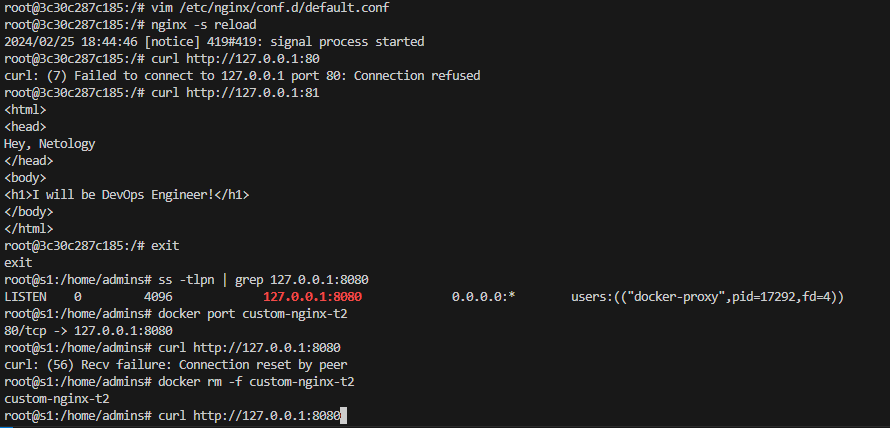 root@3c30c287c185:/# vim /etc/nginx/conf.d/default.conf
root@3c30c287c185:/# nginx -s reload
2024/02/25 18:44:46 [notice] 419#419: signal process started
root@3c30c287c185:/# curl http://127.0.0.1:80
curl: (7) Failed to connect to 127.0.0.1 port 80: Connection refused
root@3c30c287c185:/# curl http://127.0.0.1:81
<html>
<head>
Hey, Netology
</head>
<body>
<h1>I will be DevOps Engineer!</h1>
</body>
</html>
root@3c30c287c185:/# exit
exit
root@s1:/home/admins# ss -tlpn | grep 127.0.0.1:8080
LISTEN 0 4096 127.0.0.1:8080 0.0.0.0:* users:(("docker-proxy",pid=17292,fd=4))
root@s1:/home/admins# docker port custom-nginx-t2
80/tcp -> 127.0.0.1:8080
root@s1:/home/admins# curl http://127.0.0.1:8080
curl: (56) Recv failure: Connection reset by peer
root@s1:/home/admins# docker rm -f custom-nginx-t2
custom-nginx-t2
root@s1:/home/admins# curl http://127.0.0.1:8080